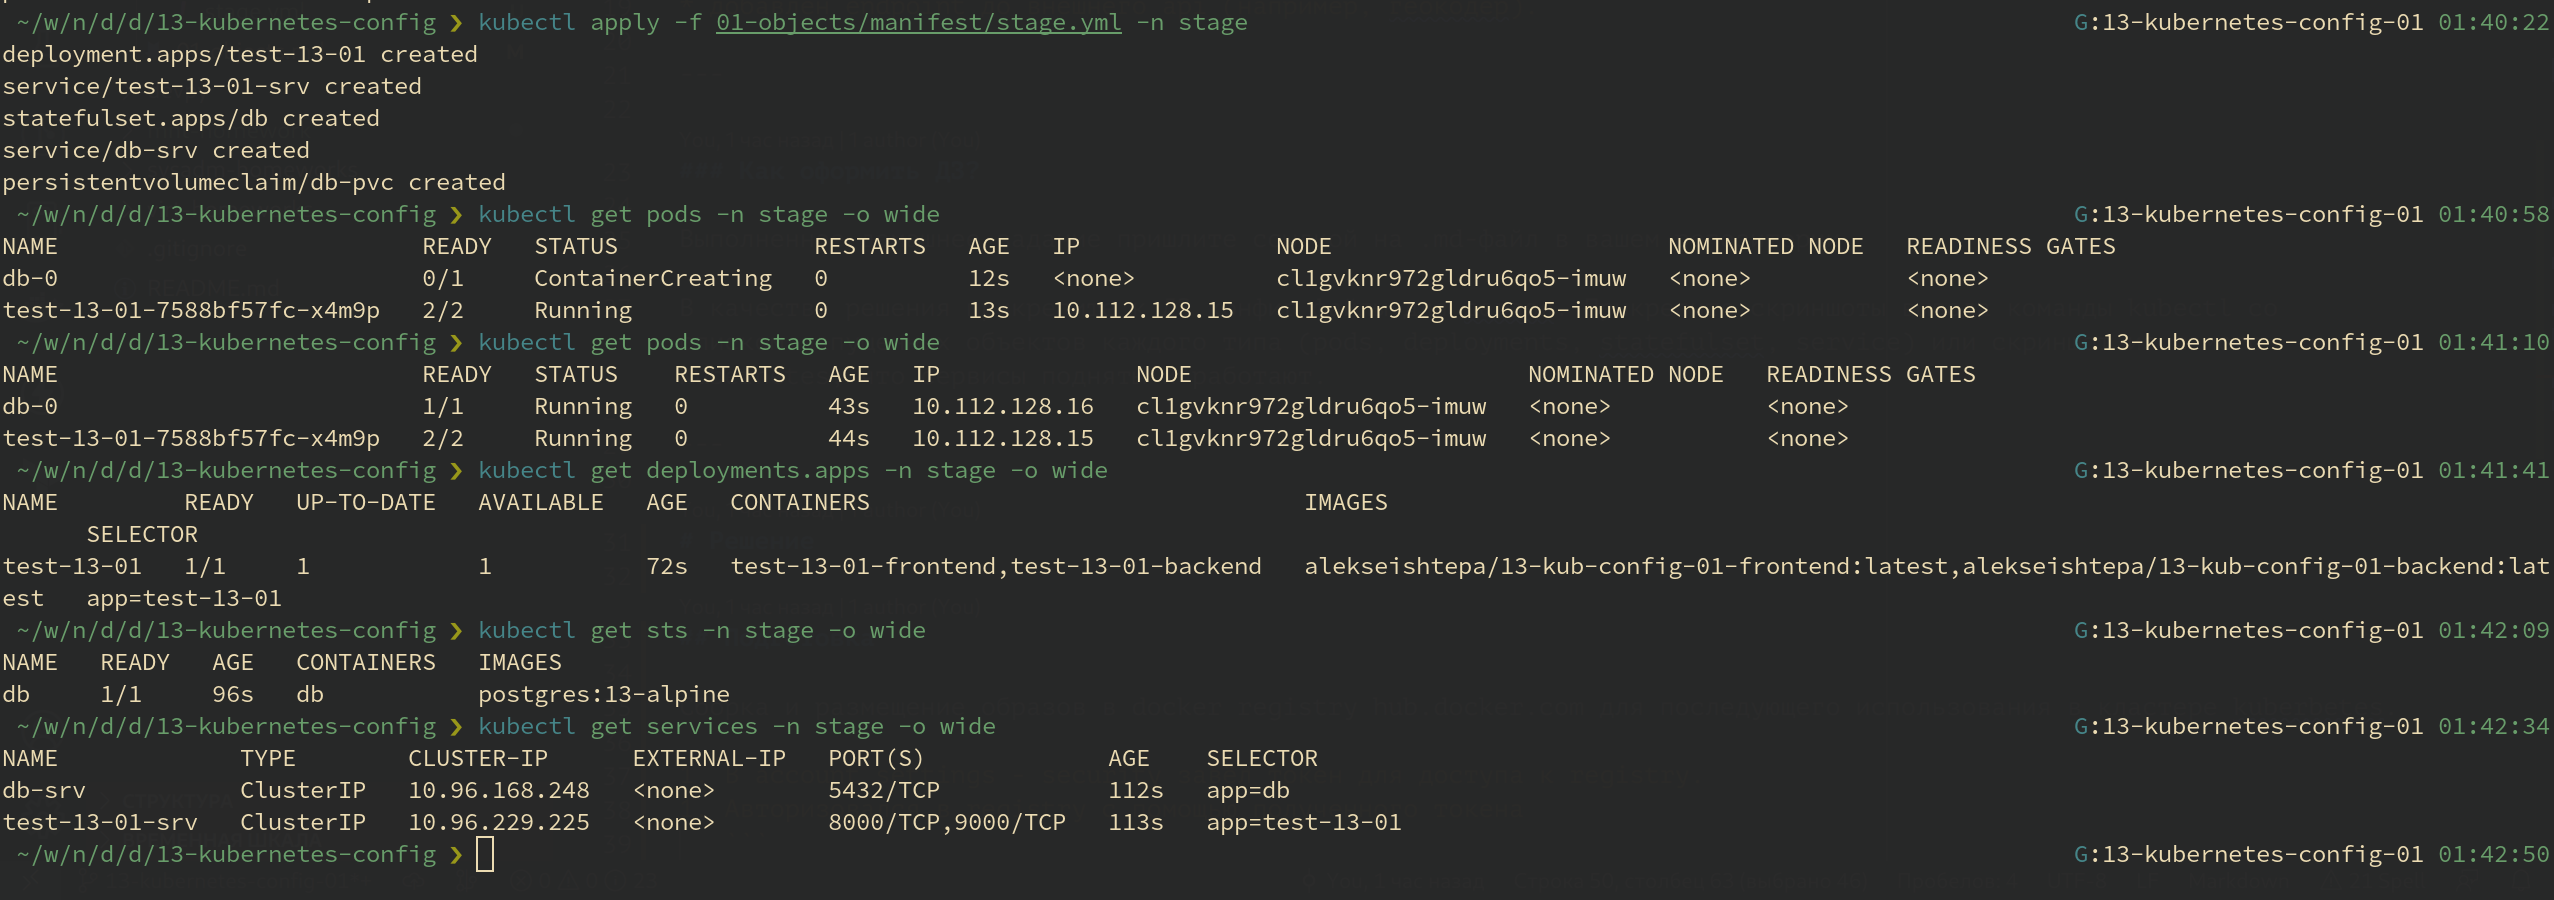 ~/w/n/d/d/13-kubernetes-config ❯ kubectl apply -f 01-objects/manifest/stage.yml -n stage G:13-kubernetes-config-01 01:40:22
deployment.apps/test-13-01 created
service/test-13-01-srv created
statefulset.apps/db created
service/db-srv created
persistentvolumeclaim/db-pvc created
~/w/n/d/d/13-kubernetes-config ❯ kubectl get pods -n stage -o wide G:13-kubernetes-config-01 01:40:58
NAME READY STATUS RESTARTS AGE IP NODE NOMINATED NODE READINESS GATES
db-0 0/1 ContainerCreating 0 12s <none> cl1gvknr972gldru6qo5-imuw <none> <none>
test-13-01-7588bf57fc-x4m9p 2/2 Running 0 13s 10.112.128.15 cl1gvknr972gldru6qo5-imuw <none> <none>
~/w/n/d/d/13-kubernetes-config ❯ kubectl get pods -n stage -o wide G:13-kubernetes-config-01 01:41:10
NAME READY STATUS RESTARTS AGE IP NODE NOMINATED NODE READINESS GATES
db-0 1/1 Running 0 43s 10.112.128.16 cl1gvknr972gldru6qo5-imuw <none> <none>
test-13-01-7588bf57fc-x4m9p 2/2 Running 0 44s 10.112.128.15 cl1gvknr972gldru6qo5-imuw <none> <none>
~/w/n/d/d/13-kubernetes-config ❯ kubectl get deployments.apps -n stage -o wide G:13-kubernetes-config-01 01:41:41
NAME READY UP-TO-DATE AVAILABLE AGE CONTAINERS IMAGES
SELECTOR
test-13-01 1/1 1 1 72s test-13-01-frontend,test-13-01-backend alekseishtepa/13-kub-config-01-frontend:latest,alekseishtepa/13-kub-config-01-backend:lat
est app=test-13-01
~/w/n/d/d/13-kubernetes-config ❯ kubectl get sts -n stage -o wide G:13-kubernetes-config-01 01:42:09
NAME READY AGE CONTAINERS IMAGES
db 1/1 96s db postgres:13-alpine
~/w/n/d/d/13-kubernetes-config ❯ kubectl get services -n stage -o wide G:13-kubernetes-config-01 01:42:34
NAME TYPE CLUSTER-IP EXTERNAL-IP PORT(S) AGE SELECTOR
db-srv ClusterIP 10.96.168.248 <none> 5432/TCP 112s app=db
test-13-01-srv ClusterIP 10.96.229.225 <none> 8000/TCP,9000/TCP 113s app=test-13-01
~/w/n/d/d/13-kubernetes-config ❯ G:13-kubernetes-config-01 01:42:50